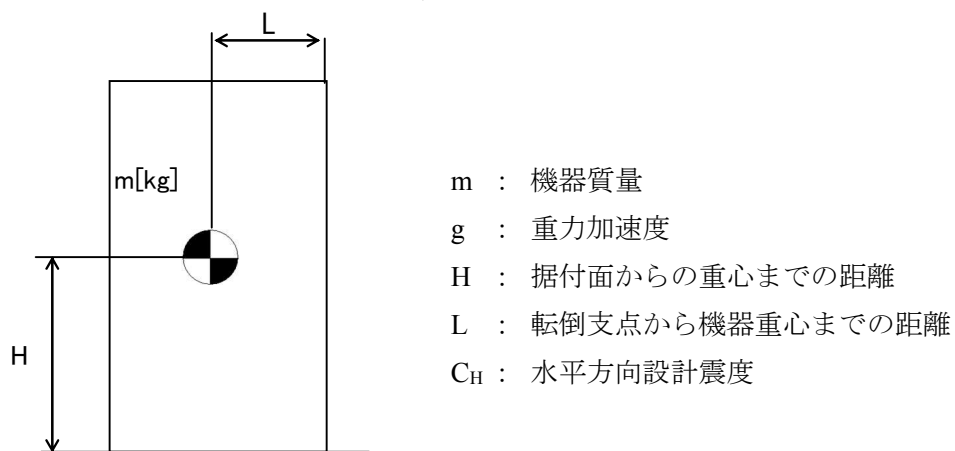 L
m[kg]
H
m : 機器質量
g : 重力加速度
H : 据付面からの重心までの距離
L : 転倒支点から機器重心までの距離
CH : 水平方向設計震度